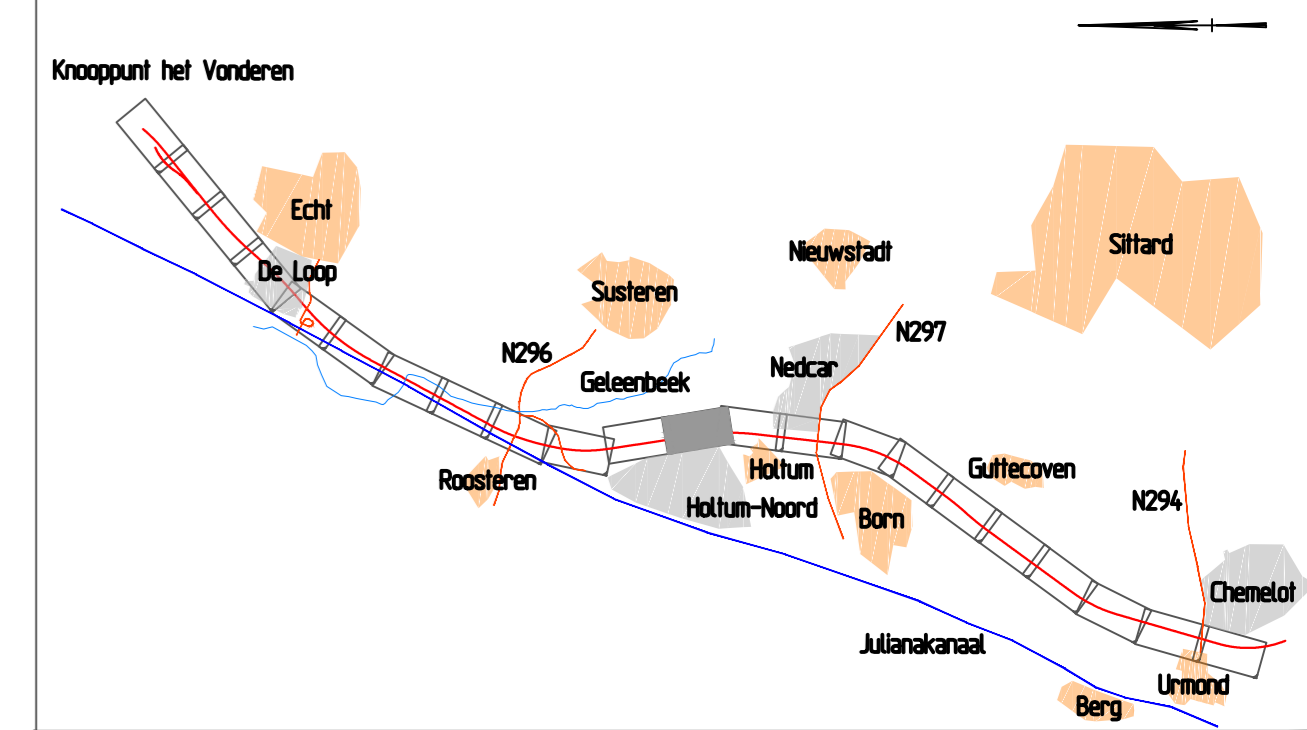 Knooppunt het Vonderen
Echt
De Loop
Sittard
Nieuwstadt
Susteren
N297
N296
Nedcar
Geleenbeek
Holtum
Guttecoven
Roosteren
N294
Holtum-Noord
Born
Chemelot
Julianakanaal
Urmond
Berg